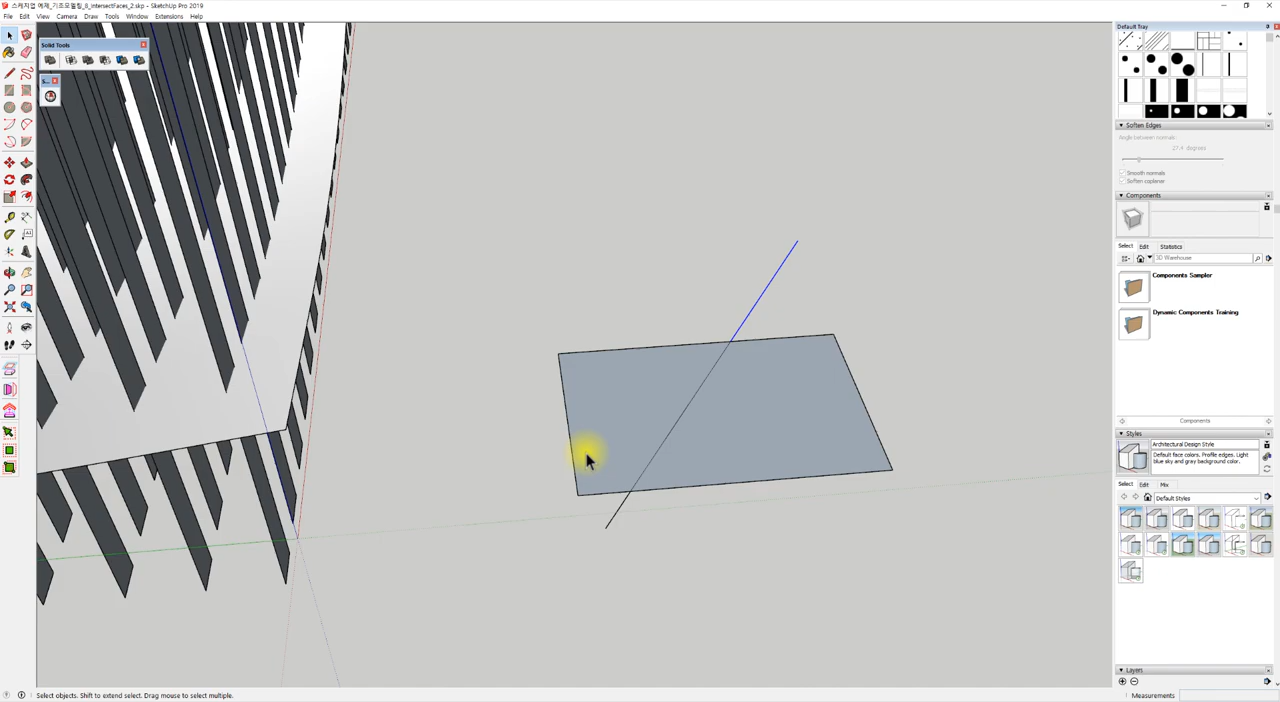 스케치업 예제_기초모델링_8_IntersectFaces_2.skp - SketchUp Pro 2019
File Edit View Camera Draw Tools Window Extensions Help
Solid Tools
S...
Default Tray
Soften Edges
Angle between normals:
27.4 degrees
Smooth normals
Soften coplanar
Components
Select Edit Statistics
3D Warehouse
Components Sampler
Dynamic Components Training
Components
Styles
Architectural Design Style
Default face colors. Profile edges. Light
blue sky and gray background color.
Select Edit Mix
Default Styles
Layers
Select objects. Shift to extend select. Drag mouse to select multiple.
Measurements